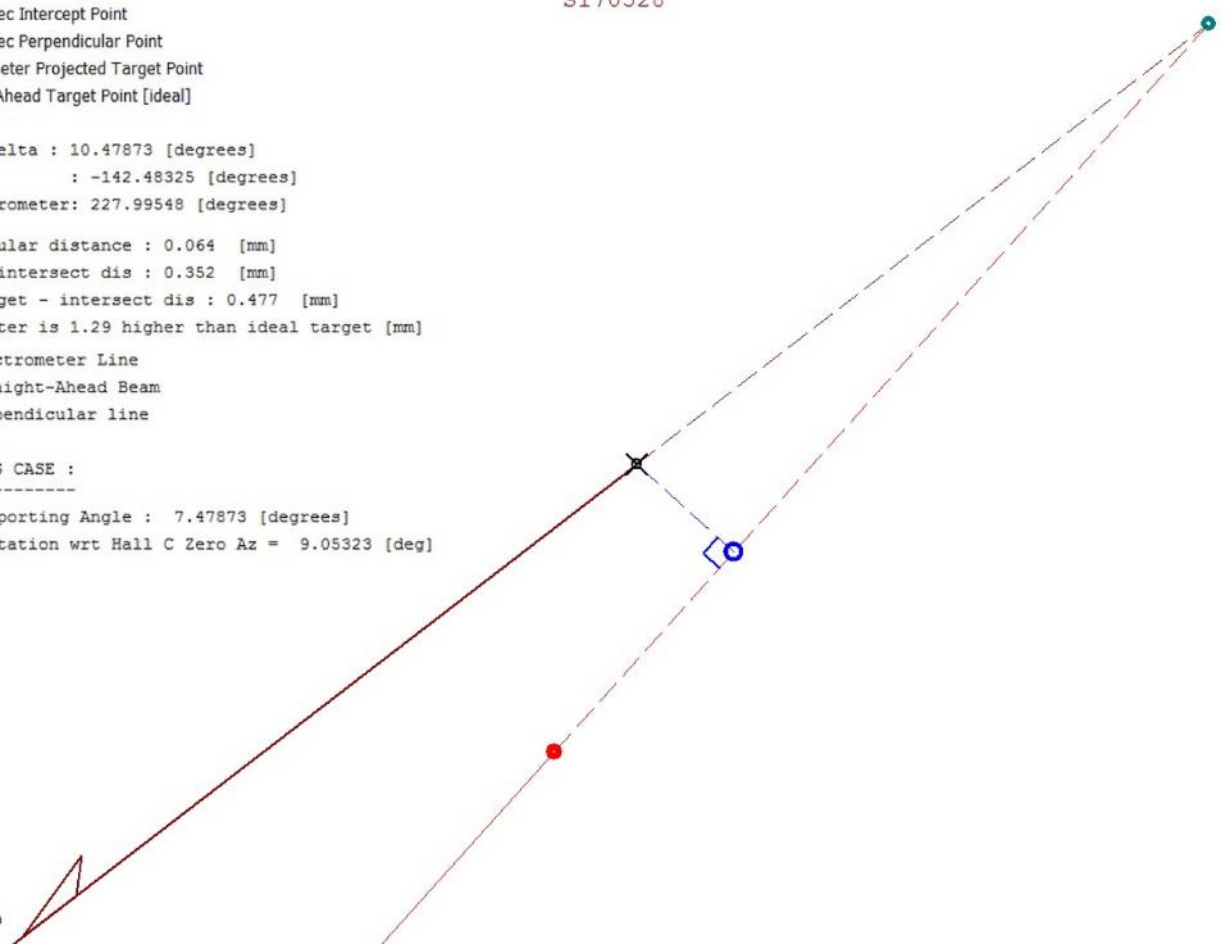 ec Intercept Point
ec Perpendicular Point
eter Projected Target Point
Ahead Target Point [ideal]
elta : 10.47873 [degrees]
: -142.48325 [degrees]
rometer: 227.99548 [degrees]
ular distance : 0.064 [mm]
intersect dis : 0.352 [mm]
get - intersect dis : 0.477 [mm]
ter is 1.29 higher than ideal target [mm]
ctrometer Line
aight-Ahead Beam
pendicular line
S CASE :
--------
porting Angle : 7.47873 [degrees]
tation wrt Hall C Zero Az = 9.05323 [deg]